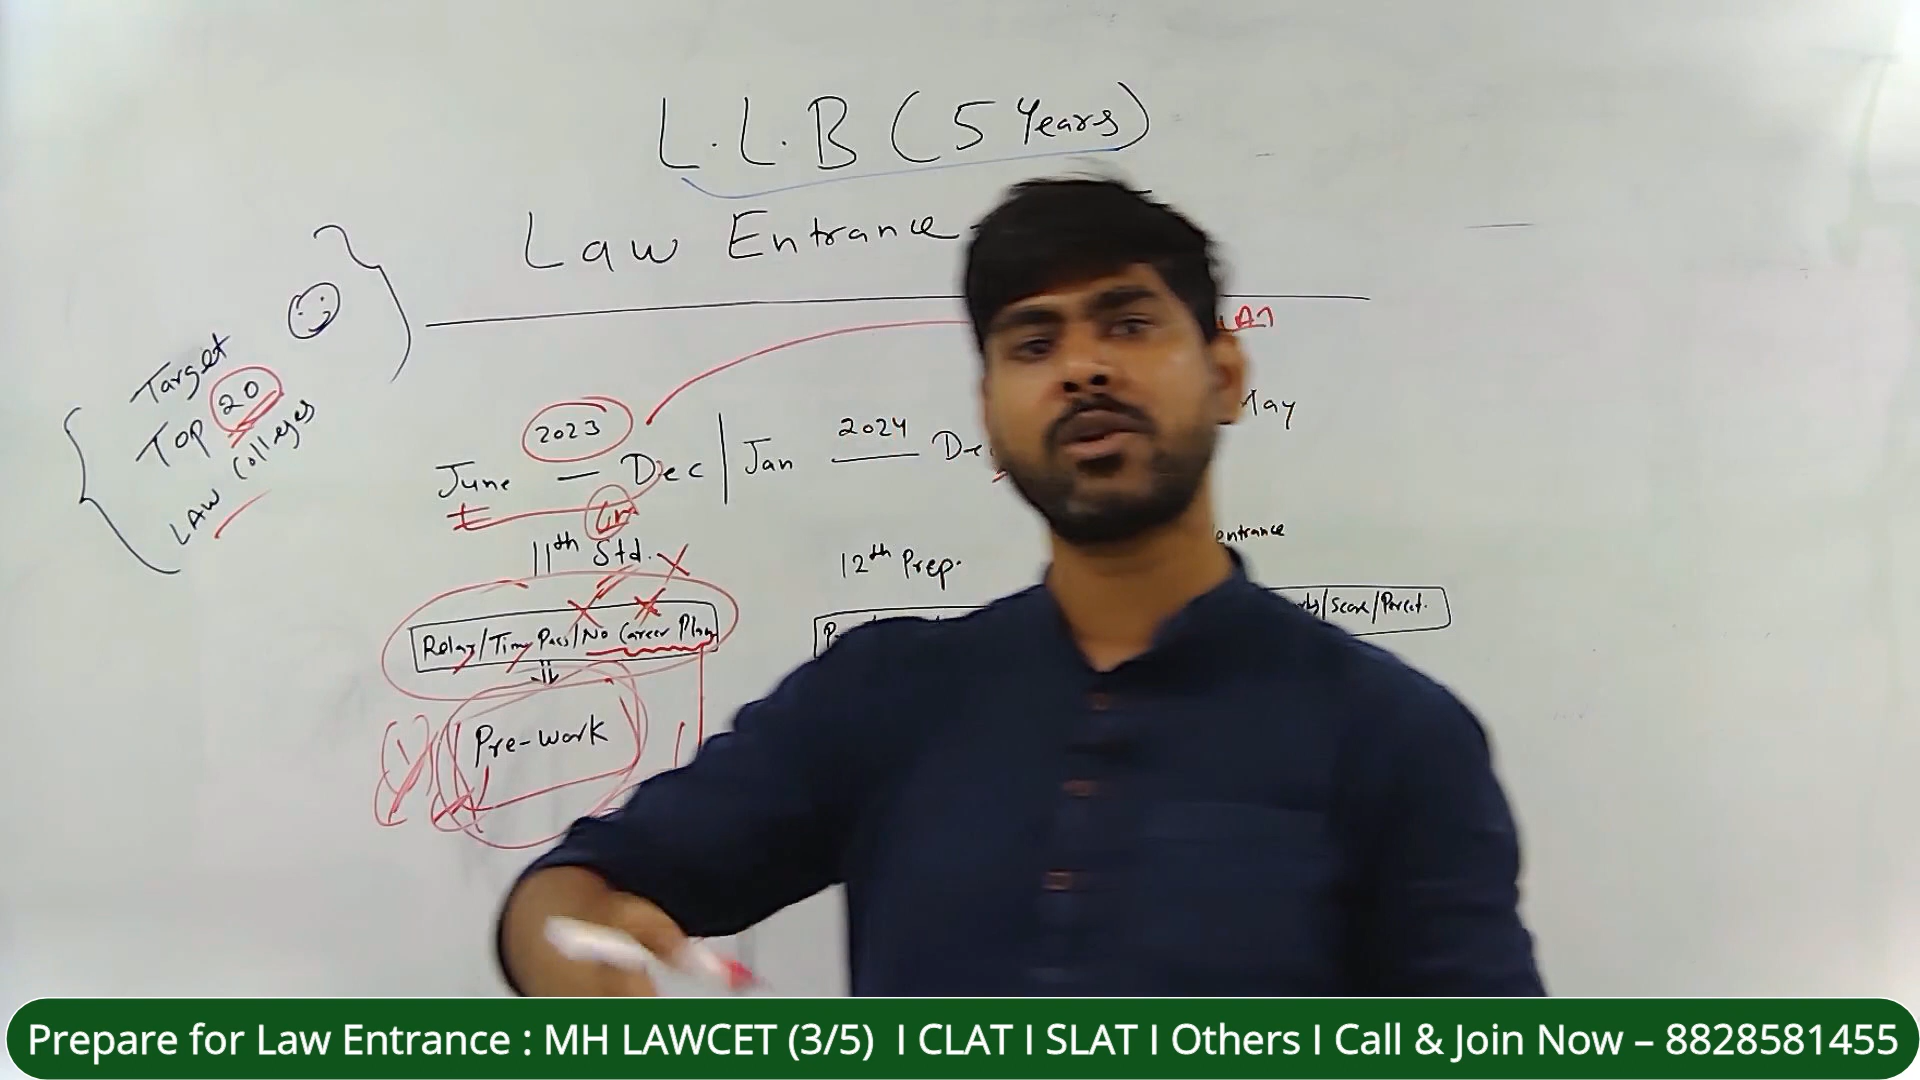 L.L.B (5 Years)
Law Entrance
Target
TOP 20
LAW Colleges
2023
June — Dec | Jan 2024 Dec
May
11th Std.
12th Prep.
entrance
Relax/Time Pass/No Career Plan
/Score/Percent.
Pre-work
Prepare for Law Entrance : MH LAWCET (3/5) I CLAT I SLAT I Others I Call & Join Now – 8828581455